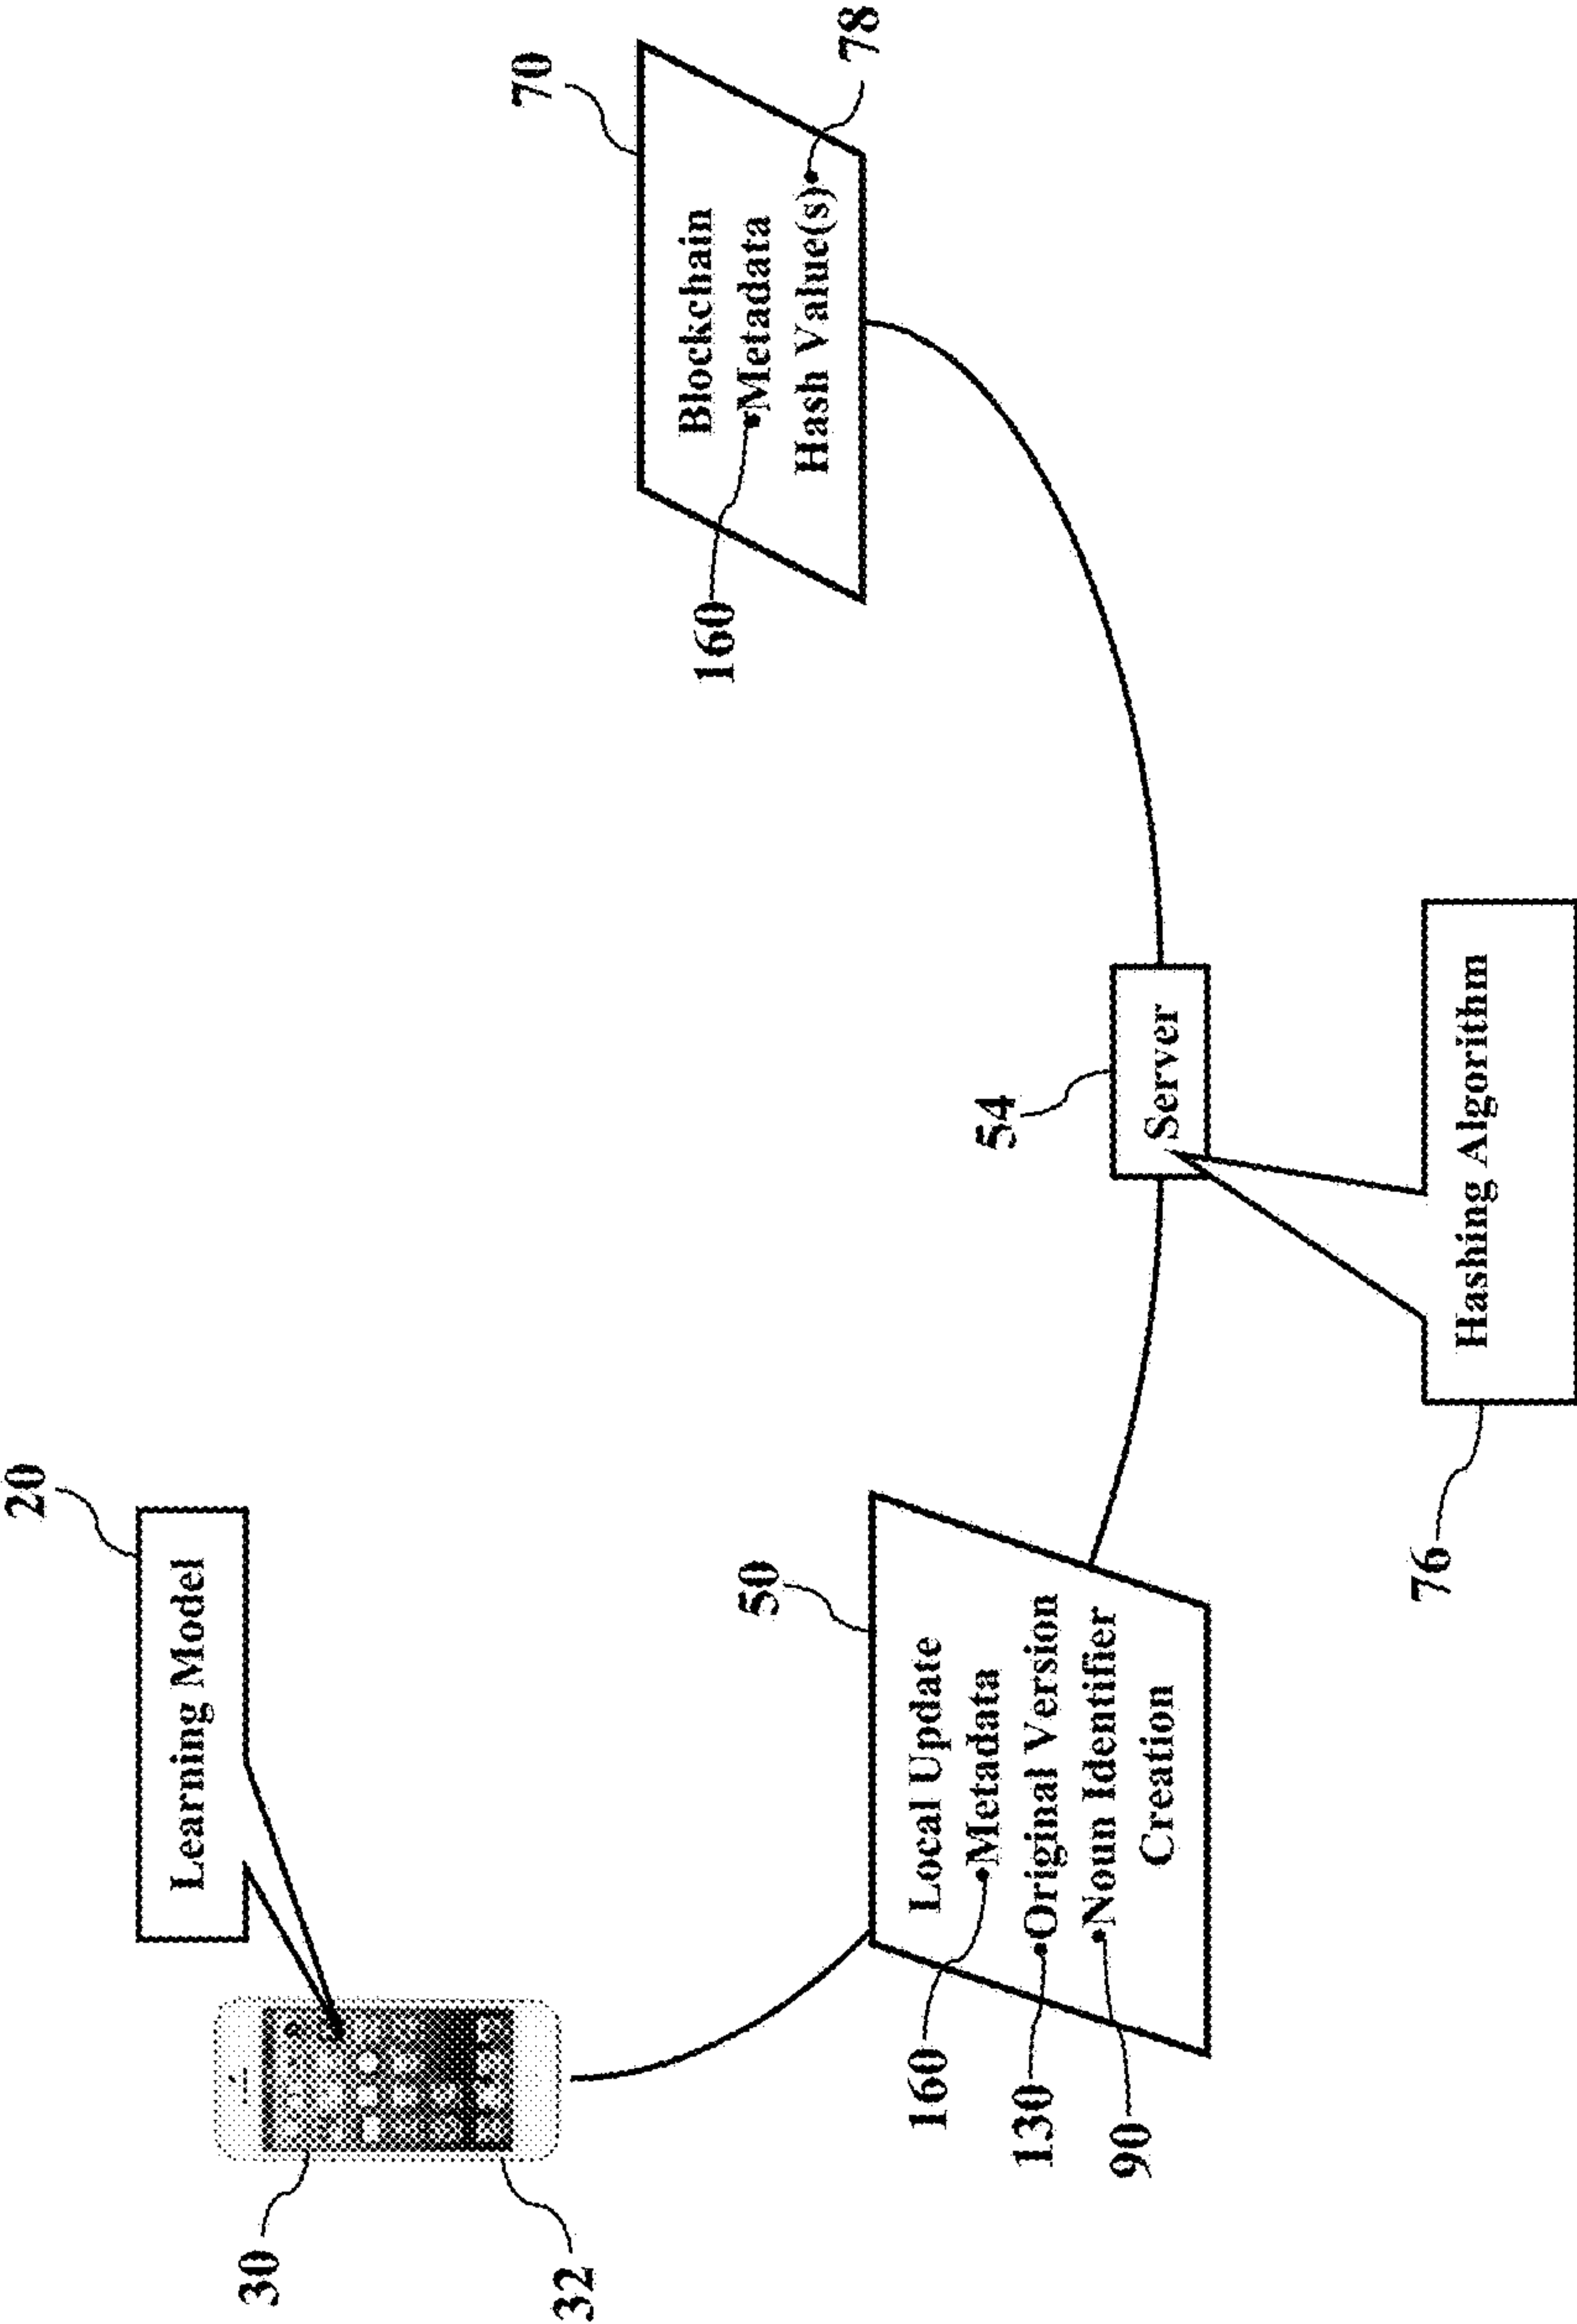 20
Learning Model
30
32
50
Local Update
160
Metadata
130
Original Version
90
Noun Identifier
Creation
54
Server
76
Hashing Algorithm
70
Blockchain
160
Metadata
Hash Value(s)
78